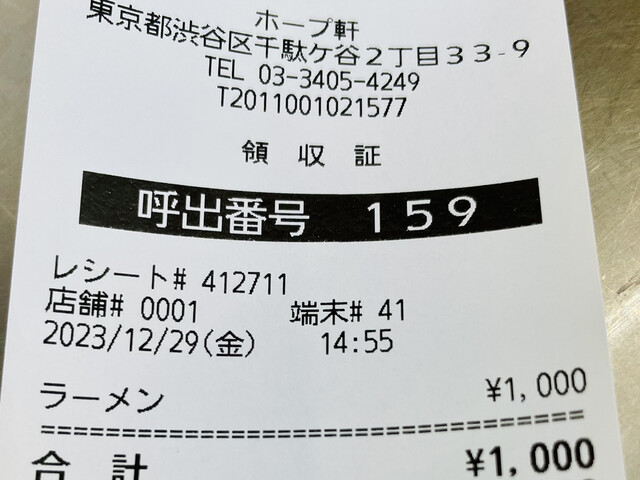 ホープ軒
東京都渋谷区千駄ケ谷2丁目33-9
TEL 03-3405-4249
T2011001021577
領 収 証
呼出番号 159
レシート# 412711
店舗# 0001 端末# 41
2023/12/29(金) 14:55
ラーメン ¥1,000
==============================
合 計 ¥1,000